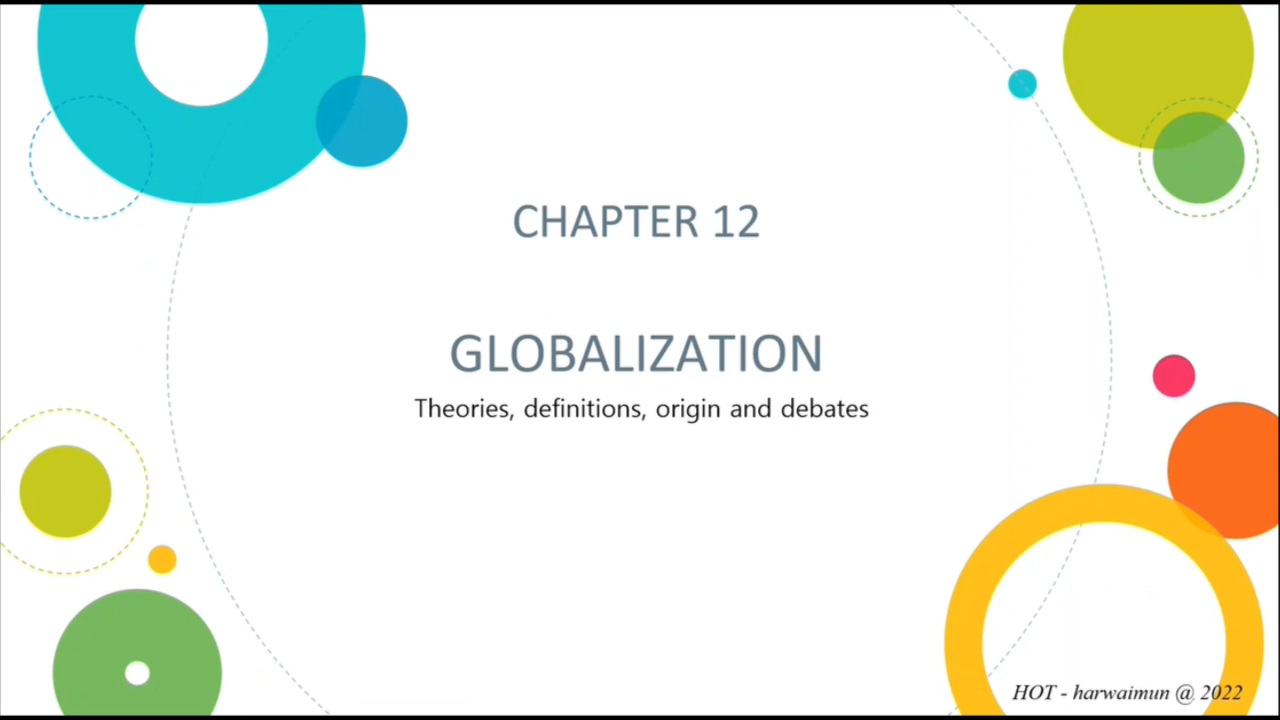 CHAPTER 12
GLOBALIZATION
Theories, definitions, origin and debates
HOT - harwaimun @ 2022